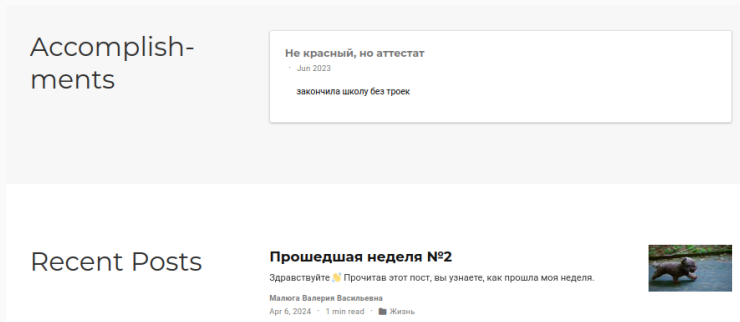 Accomplish-
ments
Не красный, но аттестат
· Jun 2023
закончила школу без троек
Recent Posts
Прошедшая неделя №2
Здравствуйте👋 Прочитав этот пост, вы узнаете, как прошла моя неделя.
Малюга Валерия Васильевна
Apr 6, 2024 · 1 min read · Жизнь